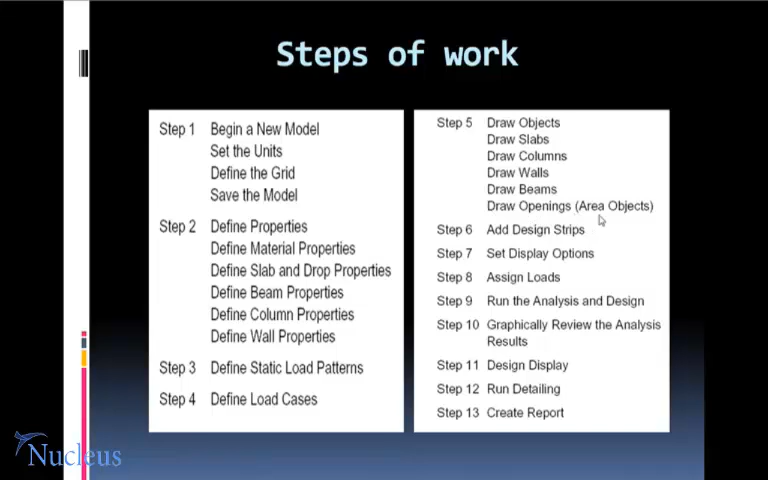 Steps of work
Step 1 Begin a New Model
Set the Units
Define the Grid
Save the Model
Step 2 Define Properties
Define Material Properties
Define Slab and Drop Properties
Define Beam Properties
Define Column Properties
Define Wall Properties
Step 3 Define Static Load Patterns
Step 4 Define Load Cases
Step 5 Draw Objects
Draw Slabs
Draw Columns
Draw Walls
Draw Beams
Draw Openings (Area Objects)
Step 6 Add Design Strips
Step 7 Set Display Options
Step 8 Assign Loads
Step 9 Run the Analysis and Design
Step 10 Graphically Review the Analysis
Results
Step 11 Design Display
Step 12 Run Detailing
Step 13 Create Report
Nucleus